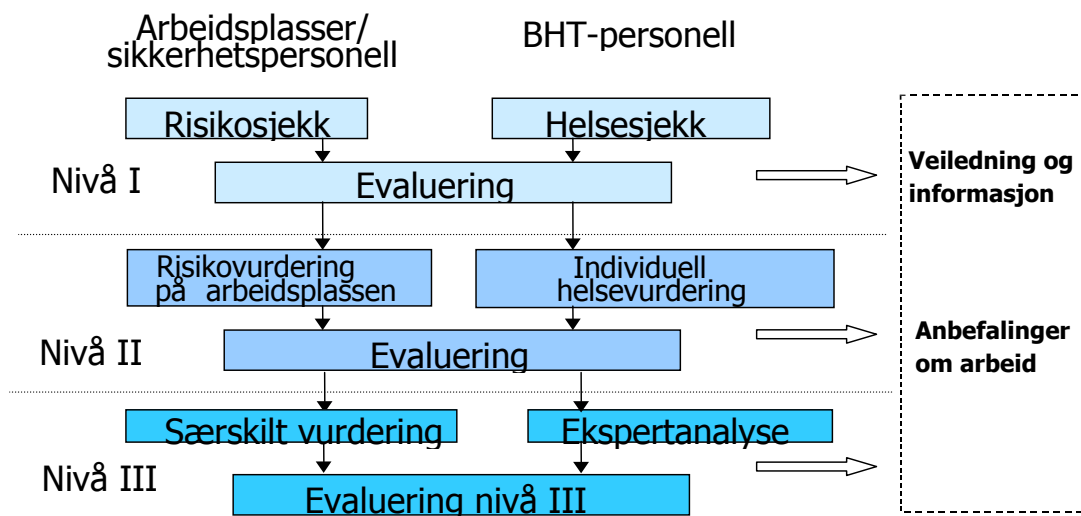 Arbeidsplasser/
sikkerhetspersonell
BHT-personell
Risikosjekk
Helsesjekk
Nivå I
Evaluering
Veiledning og
informasjon
Risikovurdering
på arbeidsplassen
Individuell
helsevurdering
Nivå II
Evaluering
Anbefalinger
om arbeid
Særskilt vurdering
Ekspertanalyse
Nivå III
Evaluering nivå III